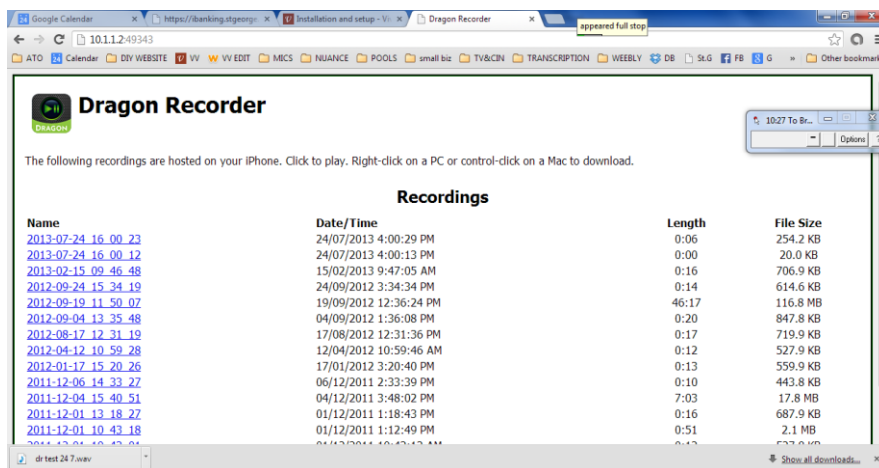 Google Calendar × https://ibanking.stgeorge. × Installation and setup - V × Dragon Recorder ×
appeared full stop
10.1.1.2:49343
ATO Calendar DIY WEBSITE VV VV EDIT MICS NUANCE POOLS small biz TV&CIN TRANSCRIPTION WEEBLY DB St.G FB G » Other bookmark
DRAGON
Dragon Recorder
10:27 To Br...
Options
The following recordings are hosted on your iPhone. Click to play. Right-click on a PC or control-click on a Mac to download.
Recordings
Name Date/Time Length File Size
2013-07-24 16 00 23 24/07/2013 4:00:29 PM 0:06 254.2 KB
2013-07-24 16 00 12 24/07/2013 4:00:13 PM 0:00 20.0 KB
2013-02-15 09 46 48 15/02/2013 9:47:05 AM 0:16 706.9 KB
2012-09-24 15 34 19 24/09/2012 3:34:34 PM 0:14 614.6 KB
2012-09-19 11 50 07 19/09/2012 12:36:24 PM 46:17 116.8 MB
2012-09-04 13 35 48 04/09/2012 1:36:08 PM 0:20 847.8 KB
2012-08-17 12 31 19 17/08/2012 12:31:36 PM 0:17 719.9 KB
2012-04-12 10 59 28 12/04/2012 10:59:46 AM 0:12 527.9 KB
2012-01-17 15 20 26 17/01/2012 3:20:40 PM 0:13 559.9 KB
2011-12-06 14 33 27 06/12/2011 2:33:39 PM 0:10 443.8 KB
2011-12-04 15 40 51 04/12/2011 3:48:02 PM 7:03 17.8 MB
2011-12-01 13 18 27 01/12/2011 1:18:43 PM 0:16 687.9 KB
2011-12-01 10 43 18 01/12/2011 1:12:49 PM 0:51 2.1 MB
dr test 24 7.wav
Show all downloads...